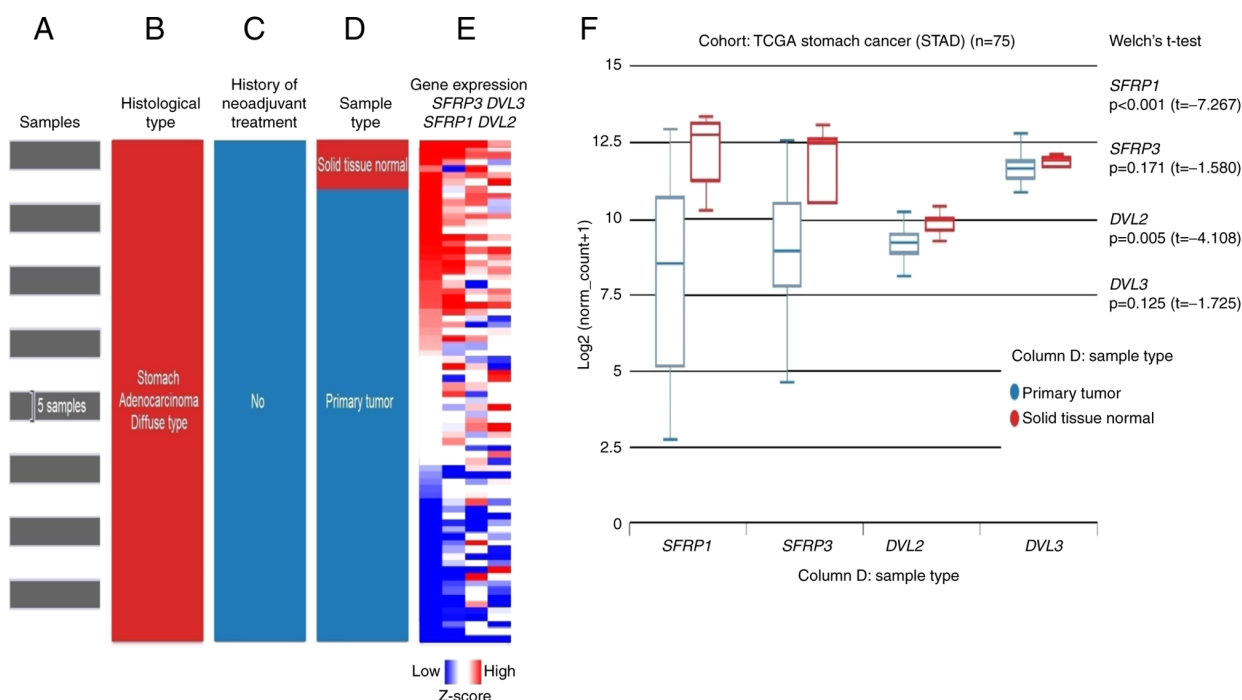 A B C D E F
Samples
Histological
type
History of
neoadjuvant
treatment
Sample
type
Gene expression
SFRP3 DVL3
SFRP1 DVL2
5 samples
Stomach
Adenocarcinoma
Diffuse type
No
Solid tissue normal
Primary tumor
Low High
Z-score
Cohort: TCGA stomach cancer (STAD) (n=75)
Log2 (norm_count+1)
15
12.5
10
7.5
5
2.5
0
SFRP1 SFRP3 DVL2 DVL3
Column D: sample type
Welch's t-test
SFRP1
p<0.001 (t=−7.267)
SFRP3
p=0.171 (t=−1.580)
DVL2
p=0.005 (t=−4.108)
DVL3
p=0.125 (t=−1.725)
Column D: sample type
Primary tumor
Solid tissue normal